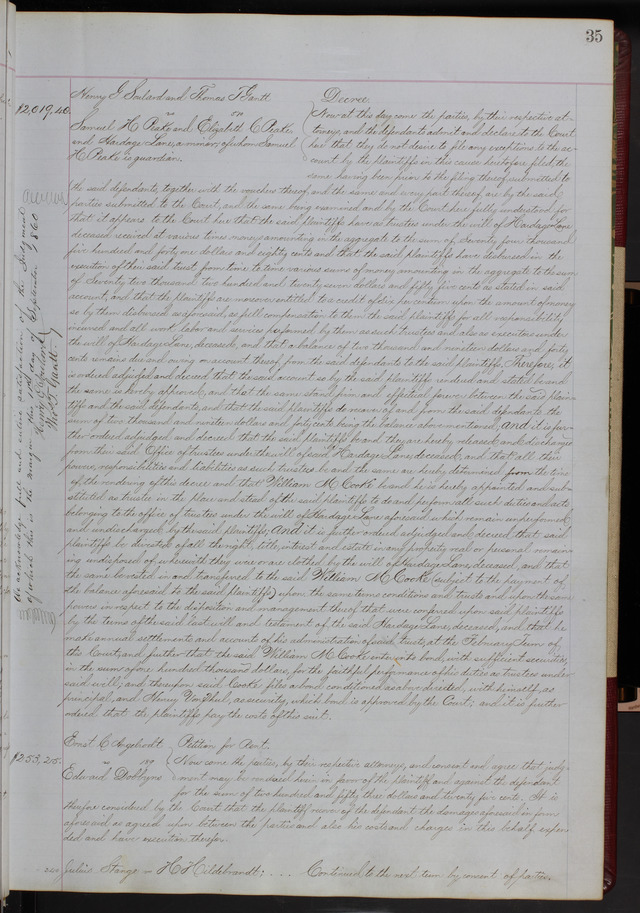 35
Henry G Soulard and Thomas T Gantt
Decree.
$2,019,40
vs
Now at this day come the parties, by their respective at-
torneys, and the defendants admit and declare to the Court
Samuel H Peake and Elizabeth C Peake
and Hardage Lane, a minor, of whom Samuel
here that they do not desire to file any exceptions to the ac-
H Peake is guardian.
count by the plaintiffs in this cause heretofore filed, the
same having been prior to the filing thereof submitted to
the said defendants, together with the vouchers thereof and the same and every part thereof are by the said
parties submitted to the Court, and the same being examined and by the Court here fully understood, for
that it appears to the Court here that the said plaintiffs have as trustees under the will of Hardage Lane
deceased received at various times money amounting in the aggregate to the sum of Seventy four thousand
five hundred and forty one dollars and eighty cents and that the said plaintiffs have disbursed in the
execution of their said trust from time to time various sums of money amounting in the aggregate to the sum
of Seventy two thousand two hundred and twenty seven dollars and fifty five cents as stated in said
account, and that the plaintiffs are moreover entitled to a credit of six per centum upon the amount of money
so by them disbursed as aforesaid, as full compensation to them the said plaintiffs for all responsibility
incurred and all work labor and services performed by them as such trustees and also as executors under
the will of Hardage Lane, deceased, and that a balance of two thousand and nineteen dollars and forty
cents remains due and owing on account thereof from the said defendants to the said plaintiffs, Therefore, it
is ordered adjudged and decreed that the said account so by the said plaintiffs rendered and stated be and
the same is hereby approved, and that the same stand firm and effectual forever between the said plain-
tiffs and the said defendants, and that the said plaintiffs do recover of and from the said defendants the
sum of two thousand and nineteen dollars and forty cents being the balance above mentioned, And it is fur-
ther ordered adjudged and decreed that the said plaintiffs be and they are hereby released and discharged
from their said Office of trustees under the will of said Hardage Lane, deceased, and that all their
powers, responsibilities and liabilities as such trustees be and the same are hereby determined from the time
of the rendering of this decree and that William M Cooke be and he is hereby appointed and sub-
stituted as trustee in the place and stead of the said plaintiffs to do and perform all such duties and acts
belonging to the office of trustees under the will of Hardage Lane aforesaid which remain unperformed
and undischarged by the said plaintiffs, And it is further ordered adjudged and decreed that said
plaintiffs be divested of all the right, title, interest and estate in any property real or personal remain-
ing undisposed of wherewith they were or are clothed by the will of Hardage Lane, deceased, and that
the same be vested in and transferred to the said William M Cooke (subject to the payment of
the balance aforesaid to the said plaintiffs) upon the same terms conditions and trusts and upon the same
powers in respect to the disposition and management thereof that were conferred upon said plaintiffs
by the terms of the said last will and testament of the said Hardage Lane, deceased, and that he
make annual settlements and account of his administration of said trusts, at the February Term of
this Court, and further that the said William M Cooke enter into bond, with sufficient securities,
in the sum of one hundred thousand dollars, for the faithful performance of his duties as trustee under
said will; and thereupon said Cooke files a bond conditioned as above directed, with himself, as
principal, and Henry Von Phul, as security, which bond is approved by the Court; and it is further
ordered that the plaintiffs pay the costs of this suit.
We acknowledge full and entire satisfaction of the Judgment
of which this is the margin this 18th day of September 1860
Ernst C Angelrodt
Petition for Rent.
$253,25.
vs
Now come the parties, by their respective attorneys, and consent and agree that judg-
Edward Dobbyns
ment may be rendered herein in favor of the plaintiff and against the defendant
for the sum of two hundred and fifty three dollars and twenty five cents. It is
therefore considered by the Court that the plaintiff recover of the defendant the damages aforesaid in form
aforesaid as agreed upon between the parties and also his costs and charges in this behalf expen-
ded and have execution therefor.
Julius Stange vs H H Hildebrandt; .... Continued to the next term by consent of parties.